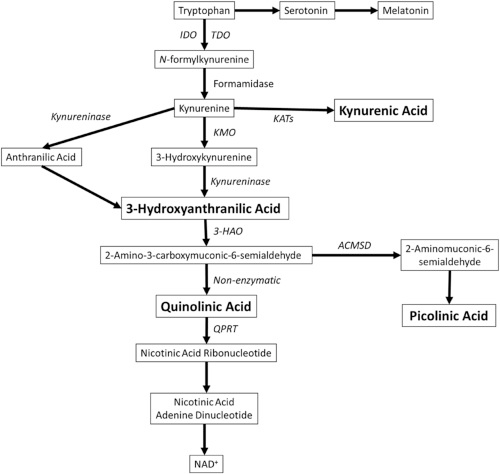 Tryptophan
Serotonin
Melatonin
IDO
TDO
N-formylkynurenine
Formamidase
Kynureninase
Kynurenine
Kynurenic Acid
KATs
KMO
Anthranilic Acid
3-Hydroxykynurenine
Kynureninase
3-Hydroxyanthranilic Acid
3-HAO
2-Amino-3-carboxymuconic-6-semialdehyde
ACMSD
2-Aminomuconic-6-
semialdehyde
Non-enzymatic
Quinolinic Acid
Picolinic Acid
QPRT
Nicotinic Acid Ribonucleotide
Nicotinic Acid
Adenine Dinucleotide
NAD⁺